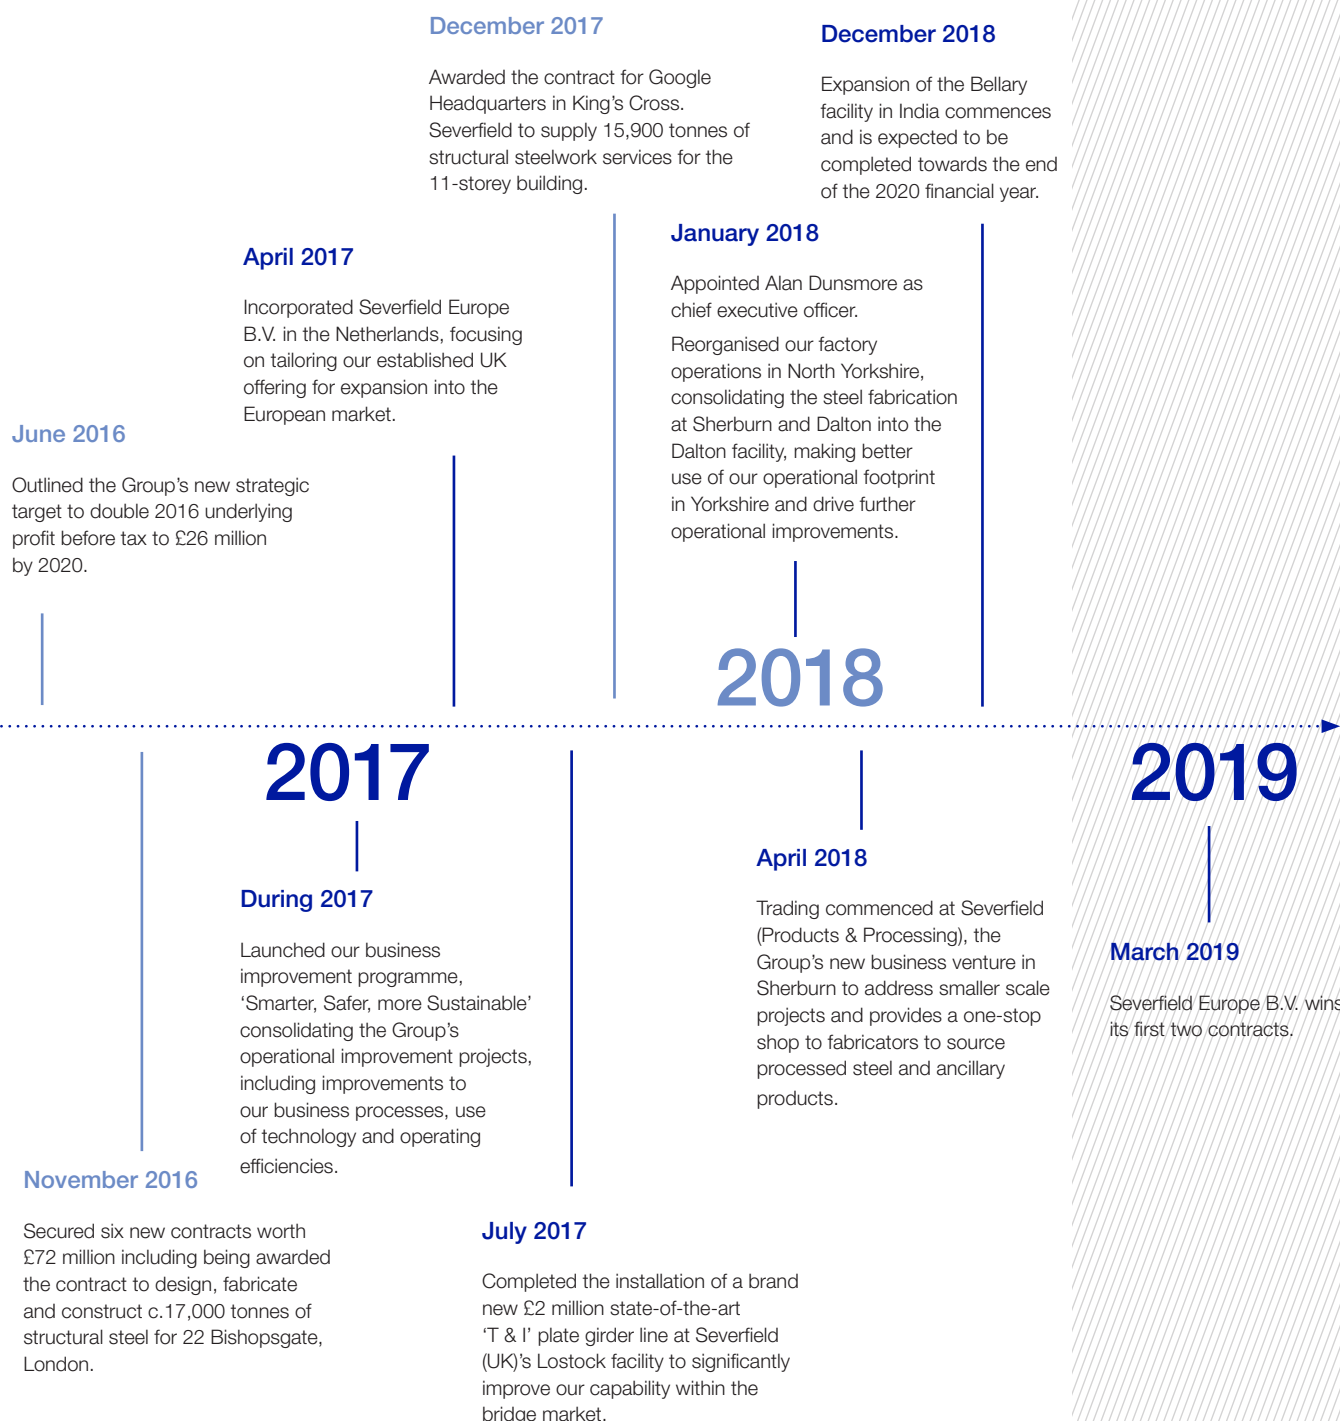 December 2017
Awarded the contract for Google
Headquarters in King’s Cross.
Severfield to supply 15,900 tonnes of
structural steelwork services for the
11-storey building.
December 2018
Expansion of the Bellary
facility in India commences
and is expected to be
completed towards the end
of the 2020 financial year.
April 2017
Incorporated Severfield Europe
B.V. in the Netherlands, focusing
on tailoring our established UK
offering for expansion into the
European market.
January 2018
Appointed Alan Dunsmore as
chief executive officer.
Reorganised our factory
operations in North Yorkshire,
consolidating the steel fabrication
at Sherburn and Dalton into the
Dalton facility, making better
use of our operational footprint
in Yorkshire and drive further
operational improvements.
June 2016
Outlined the Group’s new strategic
target to double 2016 underlying
profit before tax to £26 million
by 2020.
2018
2017
2019
During 2017
Launched our business
improvement programme,
‘Smarter, Safer, more Sustainable’
consolidating the Group’s
operational improvement projects,
including improvements to
our business processes, use
of technology and operating
efficiencies.
April 2018
Trading commenced at Severfield
(Products & Processing), the
Group’s new business venture in
Sherburn to address smaller scale
projects and provides a one-stop
shop to fabricators to source
processed steel and ancillary
products.
March 2019
Severfield Europe B.V. wins
its first two contracts.
November 2016
Secured six new contracts worth
£72 million including being awarded
the contract to design, fabricate
and construct c.17,000 tonnes of
structural steel for 22 Bishopsgate,
London.
July 2017
Completed the installation of a brand
new £2 million state-of-the-art
‘T & I’ plate girder line at Severfield
(UK)’s Lostock facility to significantly
improve our capability within the
bridge market.